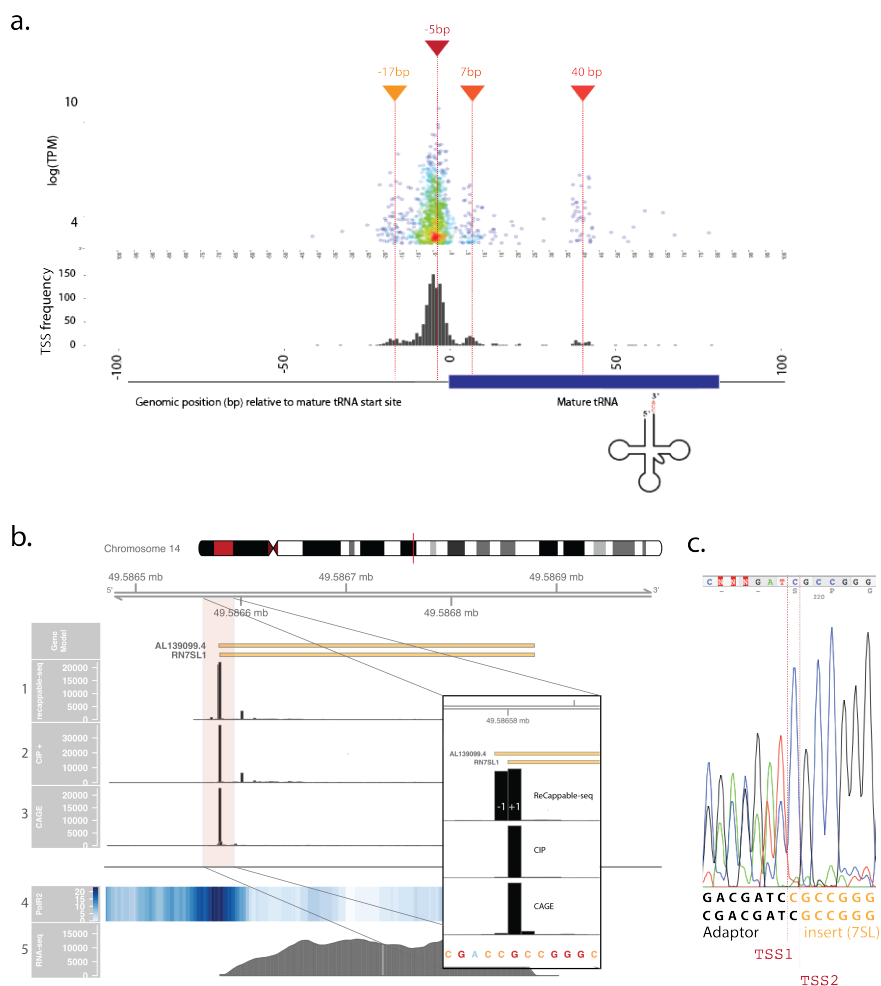 a.
-5bp
-17bp
7bp
40 bp
10
log(TPM)
4
TSS frequency
150
100
50
0
-100
-50
0
50
100
Genomic position (bp) relative to mature tRNA start site
Mature tRNA
5'
3'
b.
Chromosome 14
49.5865 mb
49.5867 mb
49.5869 mb
5'
3'
49.5866 mb
49.5868 mb
Gene Model
AL139099.4
RN7SL1
1
recappable-seq
20000
15000
10000
5000
0
2
CIP +
30000
20000
10000
0
3
CAGE
20000
15000
10000
5000
0
4
PolR2
20
15
10
5
0
5
RNA-seq
15000
10000
5000
0
49.58658 mb
AL139099.4
RN7SL1
ReCappable-seq
-1 +1
CIP
CAGE
C G A C C G C C G G G C
c.
C N N N G A T C G C C G G G
S P G
220
G A C G A T C C G C C G G G
C G A C G A T C G C C G G G
Adaptor
insert (7SL)
TSS1
TSS2